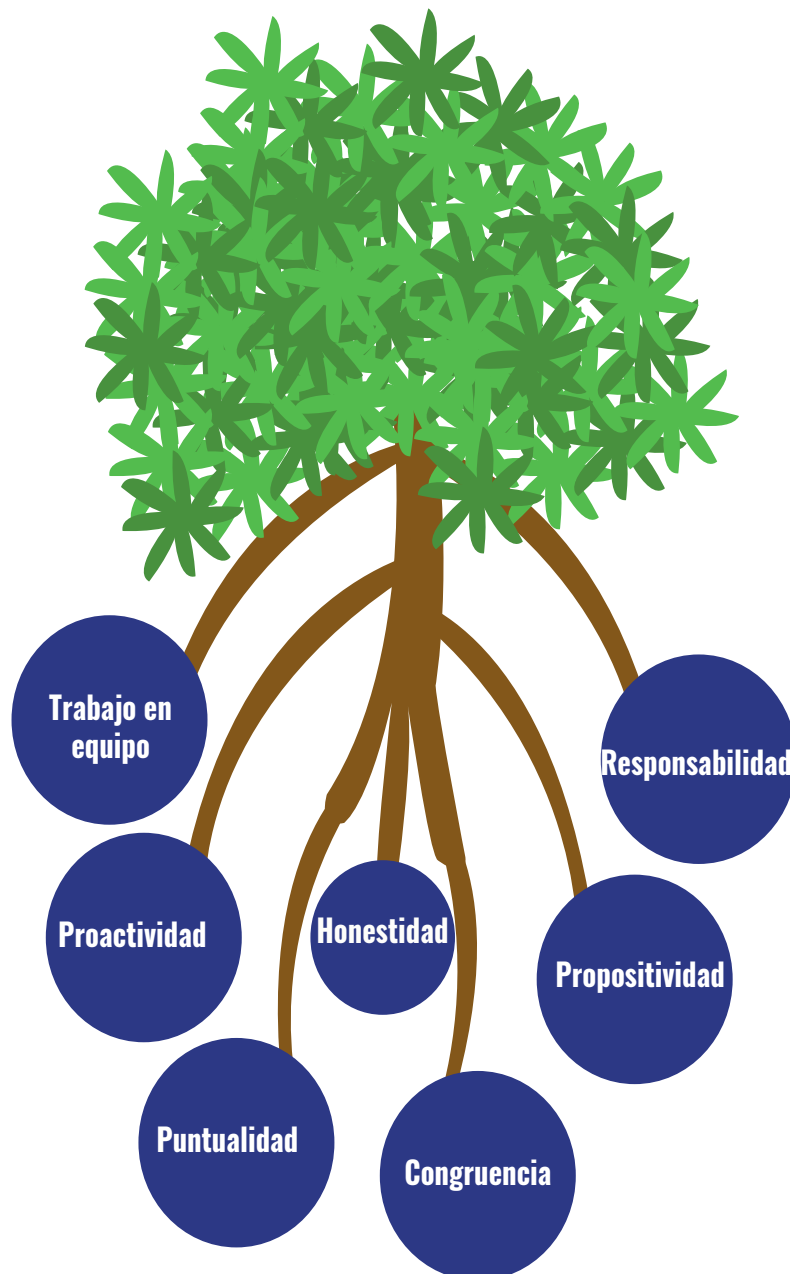 Trabajo en
equipo
Responsabilidad
Proactividad
Honestidad
Propositividad
Puntualidad
Congruencia